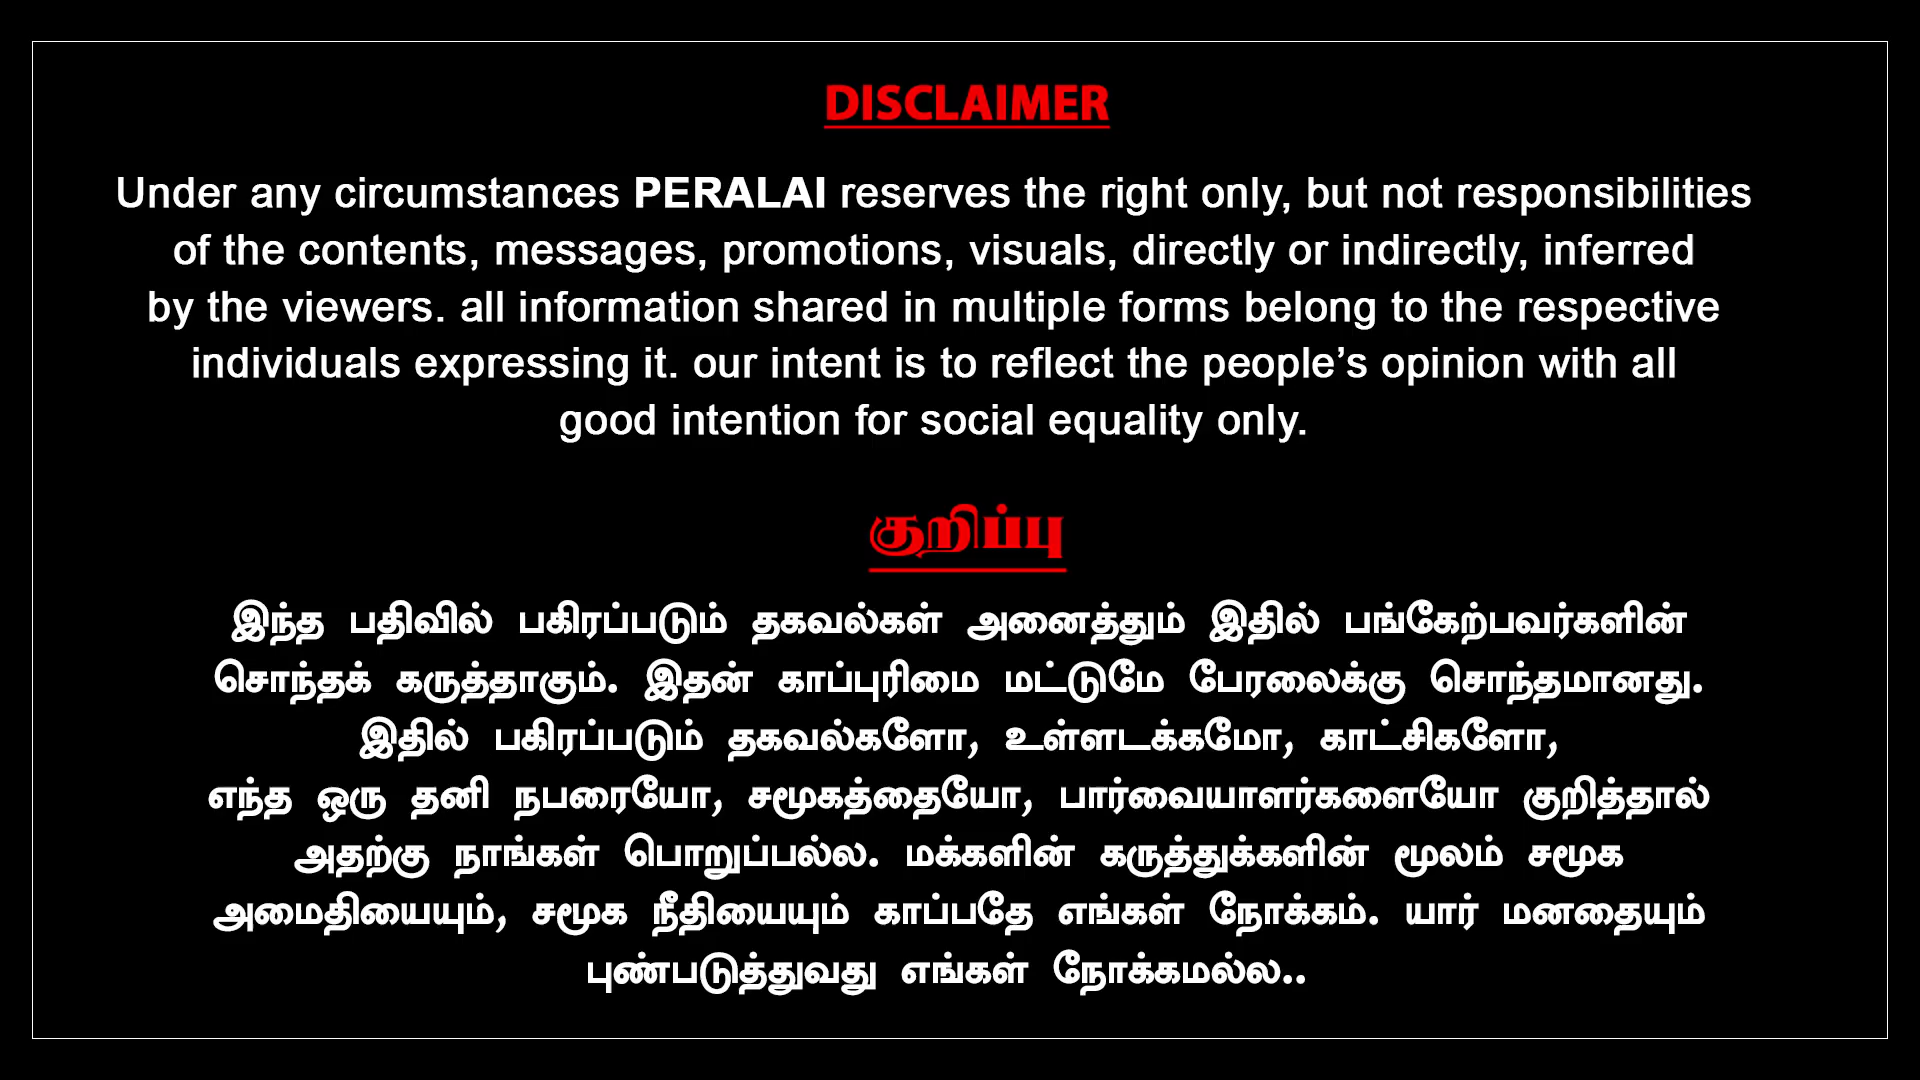 DISCLAIMER
Under any circumstances PERALAI reserves the right only, but not responsibilities
of the contents, messages, promotions, visuals, directly or indirectly, inferred
by the viewers. all information shared in multiple forms belong to the respective
individuals expressing it. our intent is to reflect the people’s opinion with all
good intention for social equality only.
குறிப்பு
இந்த பதிவில் பகிரப்படும் தகவல்கள் அனைத்தும் இதில் பங்கேற்பவர்களின்
சொந்தக் கருத்தாகும். இதன் காப்புரிமை மட்டுமே பேரலைக்கு சொந்தமானது.
இதில் பகிரப்படும் தகவல்களோ, உள்ளடக்கமோ, காட்சிகளோ,
எந்த ஒரு தனி நபரையோ, சமூகத்தையோ, பார்வையாளர்களையோ குறித்தால்
அதற்கு நாங்கள் பொறுப்பல்ல. மக்களின் கருத்துக்களின் மூலம் சமூக
அமைதியையும், சமூக நீதியையும் காப்பதே எங்கள் நோக்கம். யார் மனதையும்
புண்படுத்துவது எங்கள் நோக்கமல்ல..